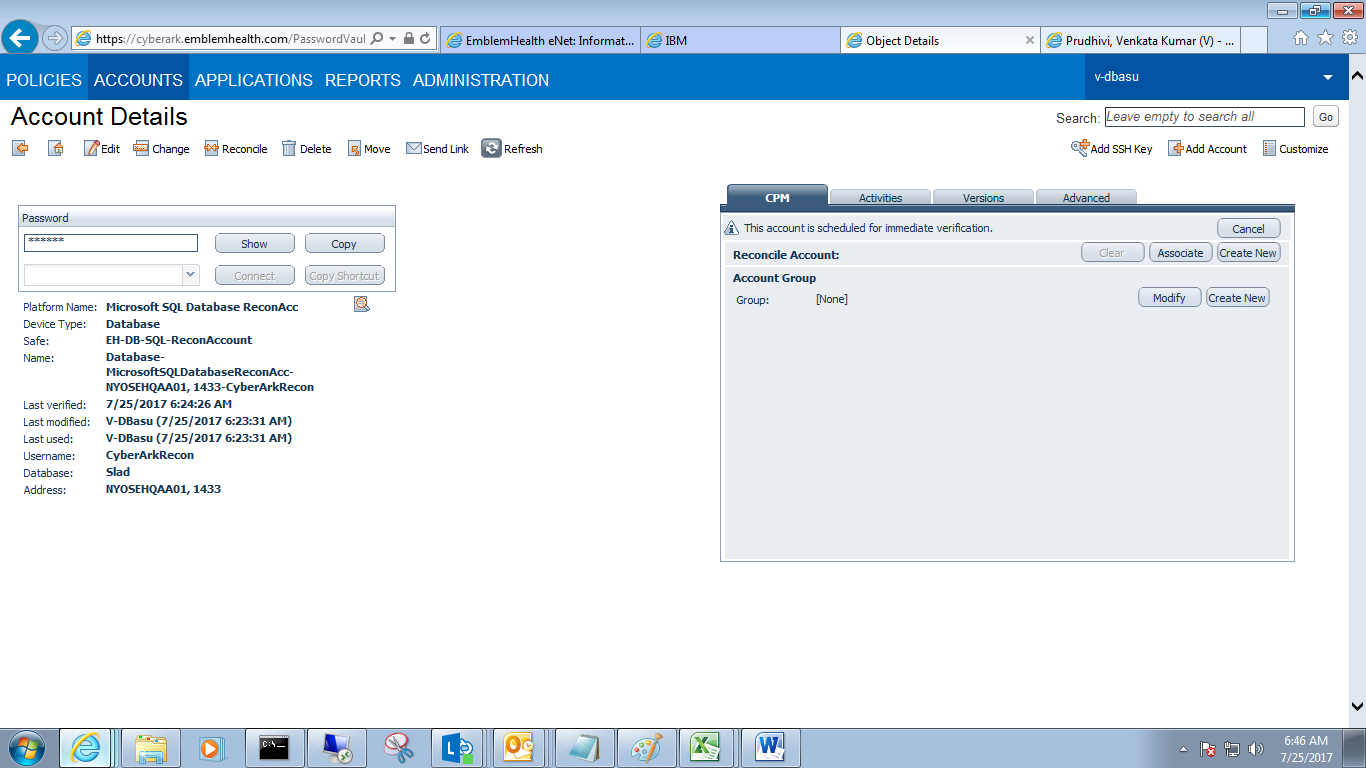 https://cyberark.emblemhealth.com/PasswordVaul
EmblemHealth eNet: Informat...
IBM
Object Details
Prudhivi, Venkata Kumar (V) - ...
POLICIES ACCOUNTS APPLICATIONS REPORTS ADMINISTRATION
v-dbasu
Account Details
Search: Leave empty to search all Go
Edit Change Reconcile Delete Move Send Link Refresh
Add SSH Key Add Account Customize
Password
****** Show Copy
Connect Copy Shortcut
Platform Name: Microsoft SQL Database ReconAcc
Device Type: Database
Safe: EH-DB-SQL-ReconAccount
Name: Database-
MicrosoftSQLDatabaseReconAcc-
NYOSEHQAA01, 1433-CyberArkRecon
Last verified: 7/25/2017 6:24:26 AM
Last modified: V-DBasu (7/25/2017 6:23:31 AM)
Last used: V-DBasu (7/25/2017 6:23:31 AM)
Username: CyberArkRecon
Database: Slad
Address: NYOSEHQAA01, 1433
CPM Activities Versions Advanced
This account is scheduled for immediate verification. Cancel
Reconcile Account: Clear Associate Create New
Account Group
Group: [None] Modify Create New
6:46 AM
7/25/2017